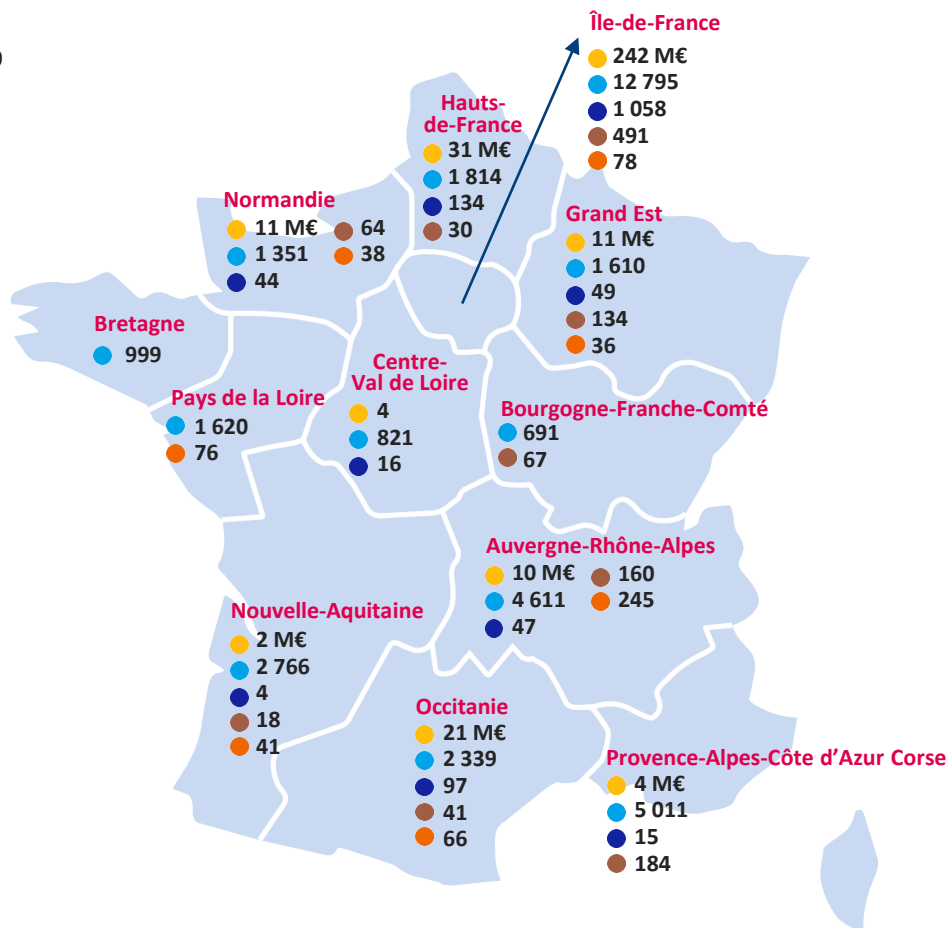 Île-de-France
242 M€
12 795
1 058
491
78
Hauts-
de-France
31 M€
1 814
134
30
Normandie
11 M€ 64
1 351 38
44
Grand Est
11 M€
1 610
49
134
36
Bretagne
999
Centre-
Val de Loire
4
821
16
Pays de la Loire
1 620
76
Bourgogne-Franche-Comté
691
67
Auvergne-Rhône-Alpes
10 M€ 160
4 611 245
47
Nouvelle-Aquitaine
2 M€
2 766
4
18
41
Occitanie
21 M€
2 339
97
41
66
Provence-Alpes-Côte d’Azur Corse
4 M€
5 011
15
184